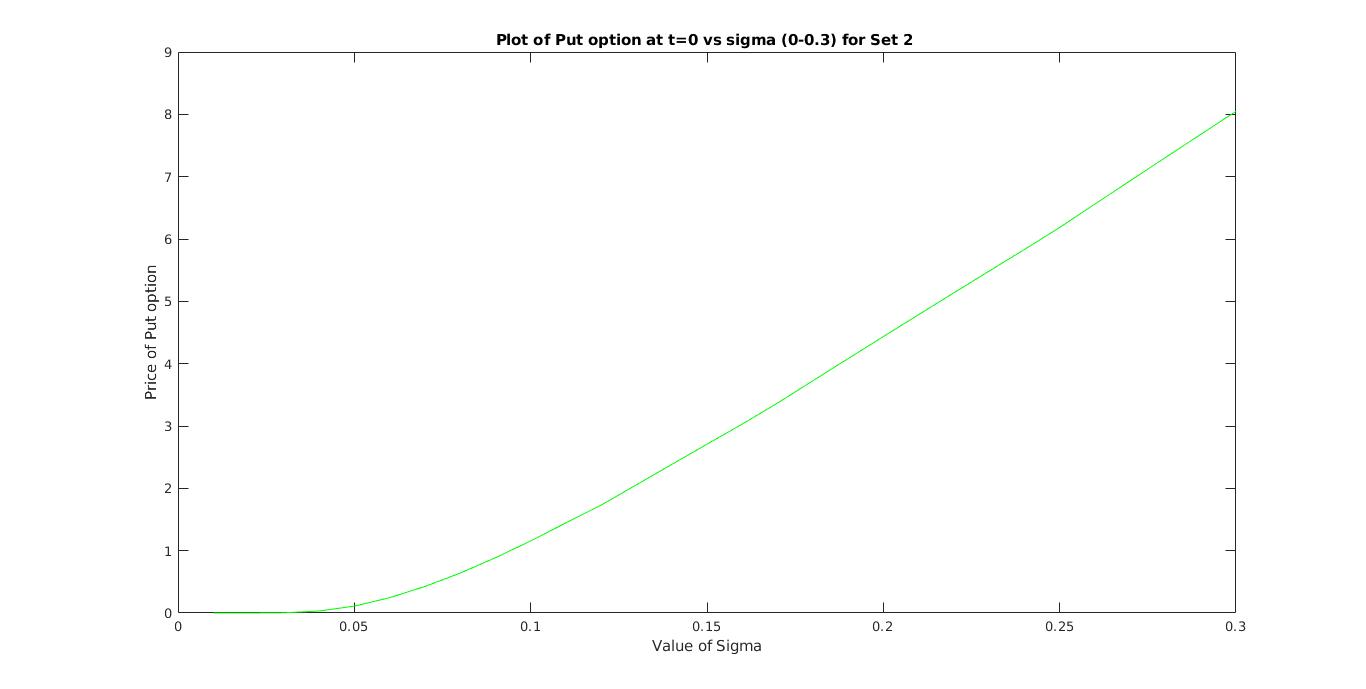 Plot of Put option at t=0 vs sigma (0-0.3) for Set 2
9
8
7
6
5
4
3
2
1
0
Price of Put option
0 0.05 0.1 0.15 0.2 0.25 0.3
Value of Sigma